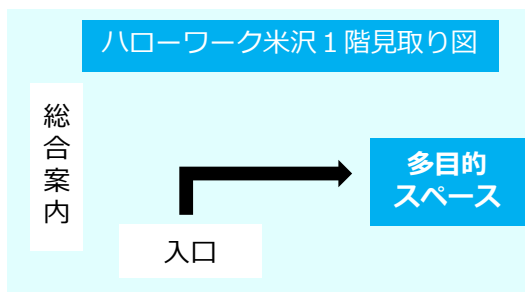 ハローワーク米沢１階見取り図
総合案内
多目的
スペース
入口